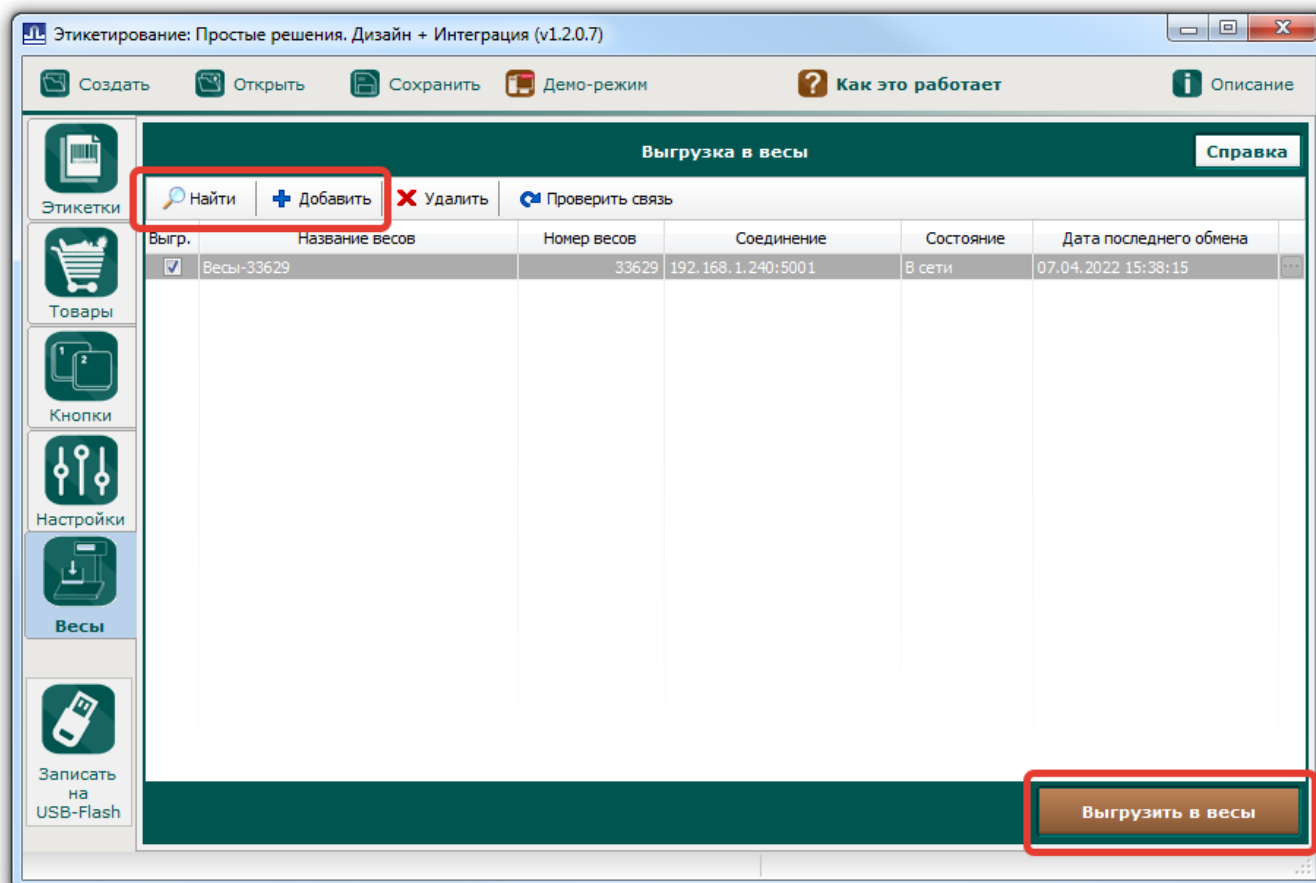 Этикетирование: Простые решения. Дизайн + Интеграция (v1.2.0.7)
Создать Открыть Сохранить Демо-режим ? Как это работает i Описание
Этикетки
Товары
1 2
Кнопки
Настройки
Весы
Записать
на
USB-Flash
Выгрузка в весы Справка
Найти Добавить Удалить Проверить связь
Выгр. Название весов Номер весов Соединение Состояние Дата последнего обмена
Весы-33629 33629 192.168.1.240:5001 В сети 07.04.2022 15:38:15 ...
Выгрузить в весы